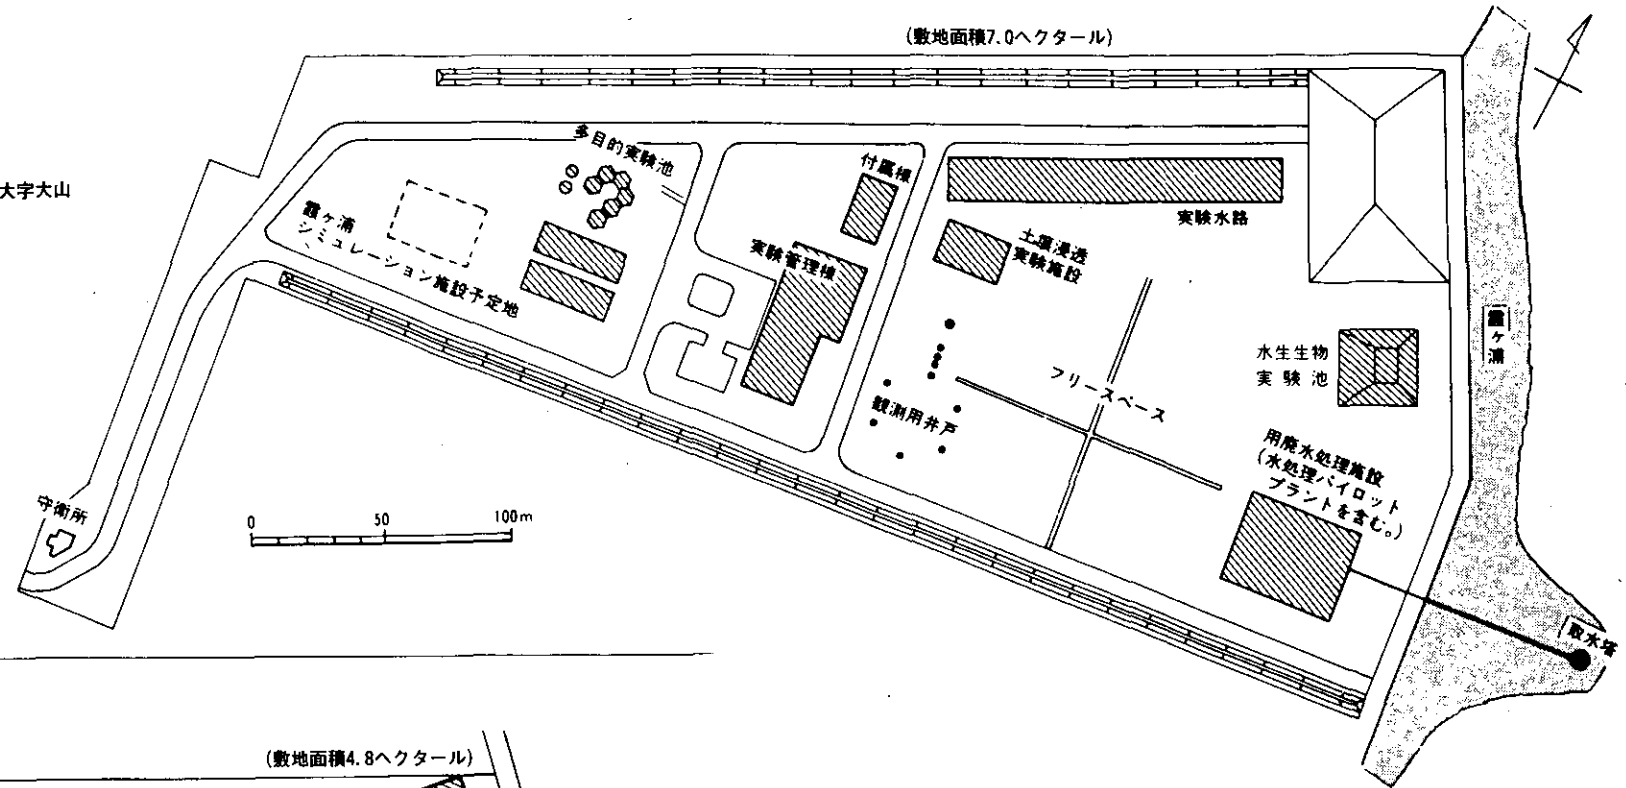 (敷地面積7.0ヘクタール)
大字大山
多目的実験池
付属棟
霞ヶ浦
シミュレーション施設予定地
実験管理棟
実験水路
土壌浸透
実験施設
霞ヶ浦
水生生物
実験池
フリースペース
観測用井戸
用廃水処理施設
(水処理パイロット
プラントを含む。)
守衛所
0 50 100m
取水塔
(敷地面積4.8ヘクタール)